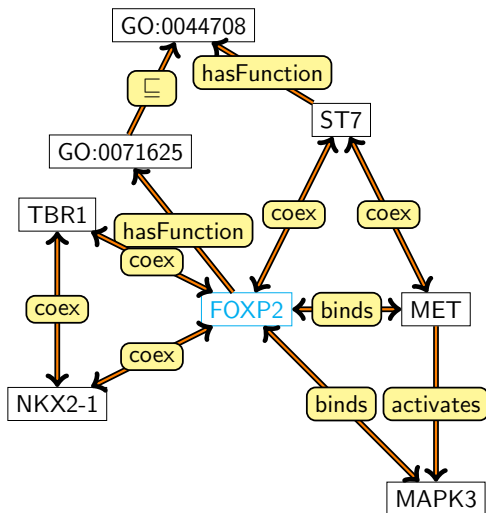 GO:0044708
hasFunction
⊑
ST7
GO:0071625
TBR1
coex
coex
hasFunction
coex
coex
FOXP2
binds
MET
coex
NKX2-1
binds
activates
MAPK3